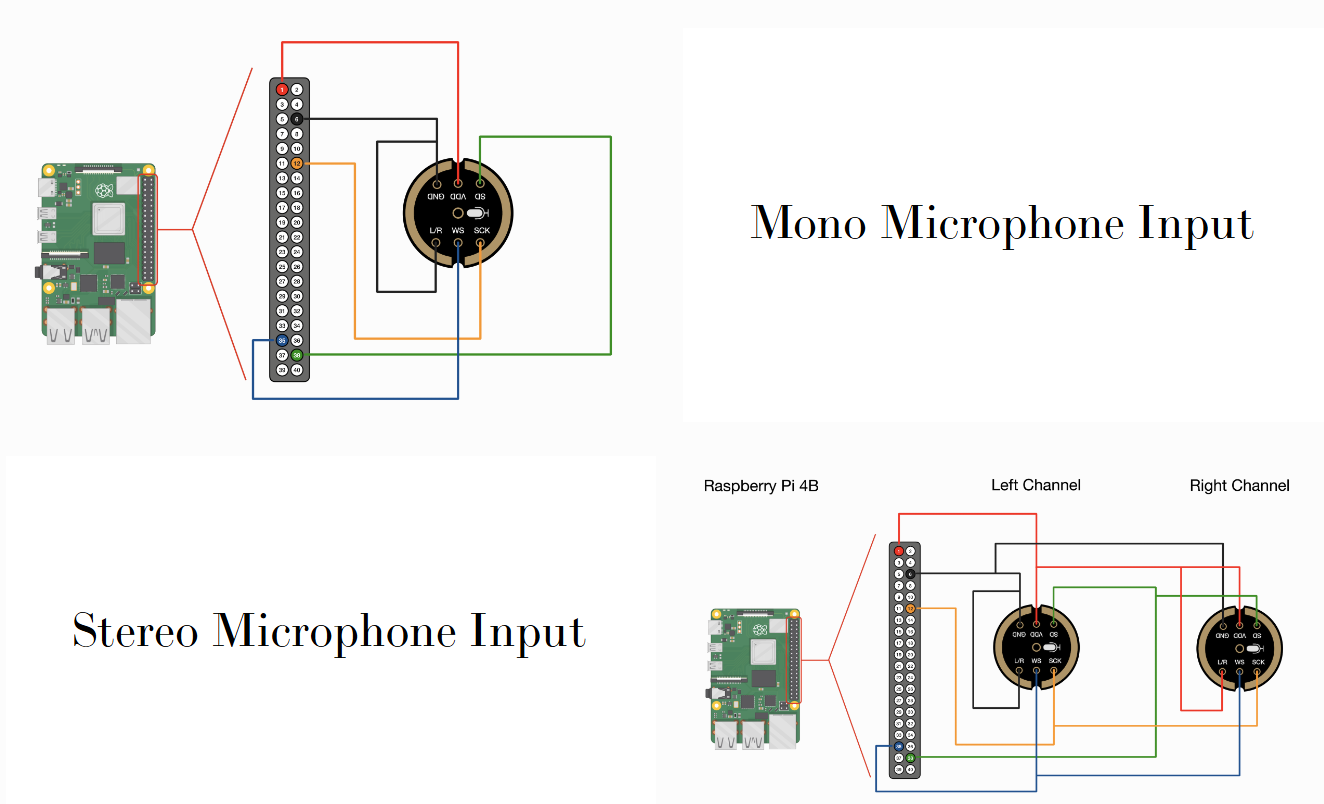 1 2
3 4
5 6
7 8
9 10
11 12
13 14
15 16
17 18
19 20
21 22
23 24
25 26
27 28
29 30
31 32
33 34
35 36
37 38
39 40
GND VDD SD
L/R WS SCK
Mono Microphone Input
Stereo Microphone Input
Raspberry Pi 4B
Left Channel
Right Channel
GND VDD SD
L/R WS SCK
GND VDD SD
L/R WS SCK